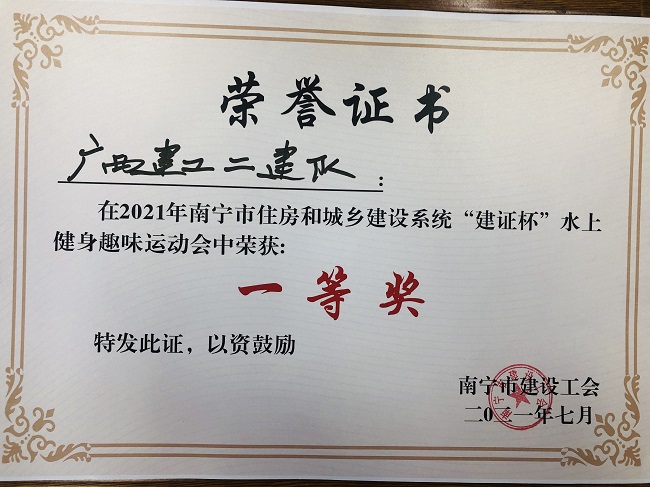 荣誉证书
广西建工二建队：
在2021年南宁市住房和城乡建设系统“建证杯”水上
健身趣味运动会中荣获：
一等奖
特发此证，以资鼓励
南宁市建设工会
二〇二一年七月